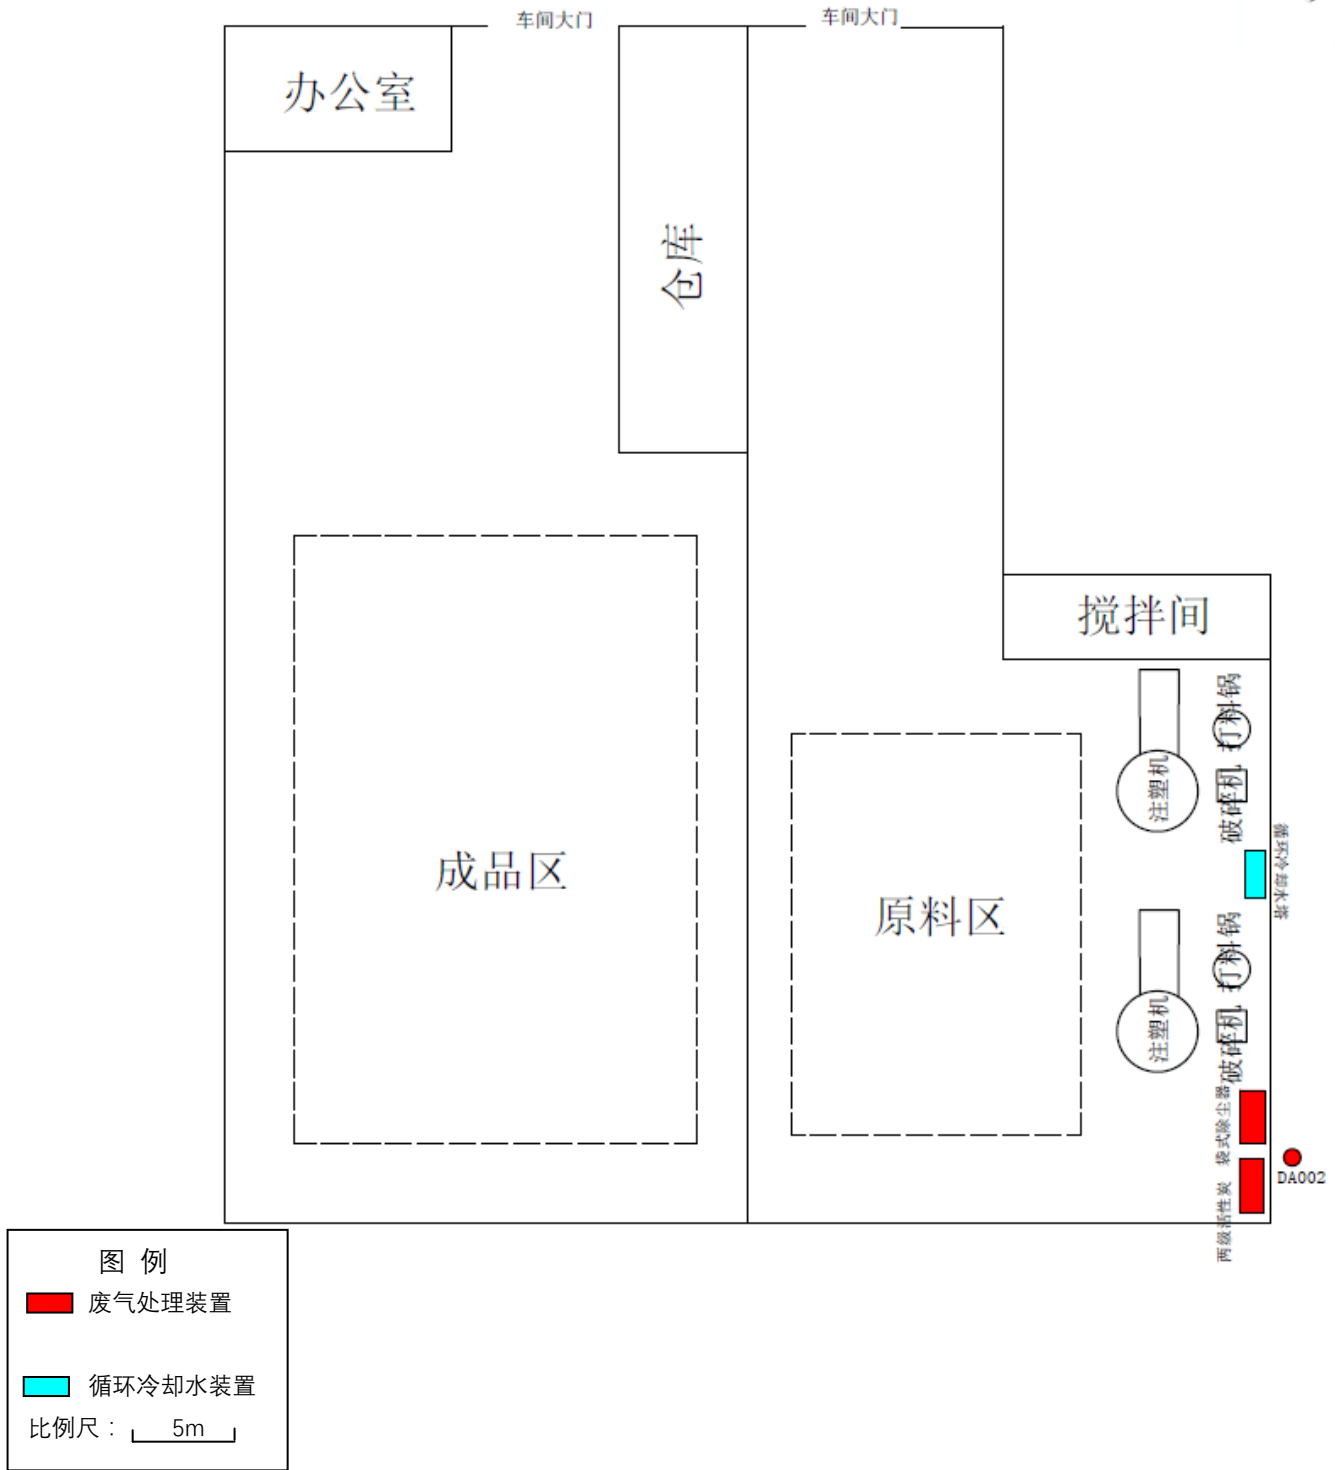 车间大门
车间大门
办公室
仓库
搅拌间
打料锅
注塑机
破碎机
循环冷却水塔
成品区
原料区
打料锅
注塑机
破碎机
袋式除尘器
DA002
两级活性炭
图 例
废气处理装置
循环冷却水装置
比例尺： 5m